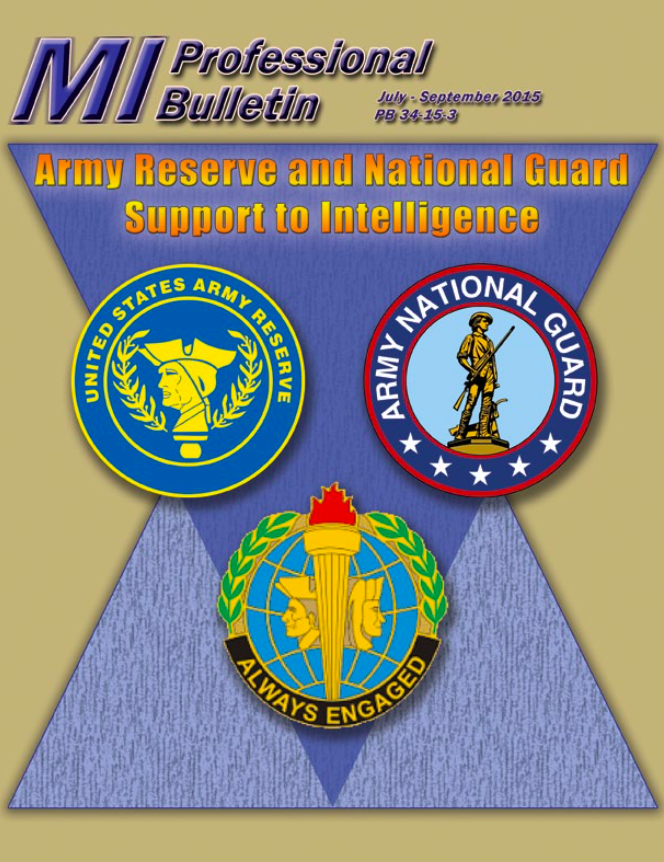 MI Professional
Bulletin
July - September 2015
PB 34-15-3
Army Reserve and National Guard
Support to Intelligence
UNITED STATES ARMY RESERVE
ARMY NATIONAL GUARD
ALWAYS ENGAGED